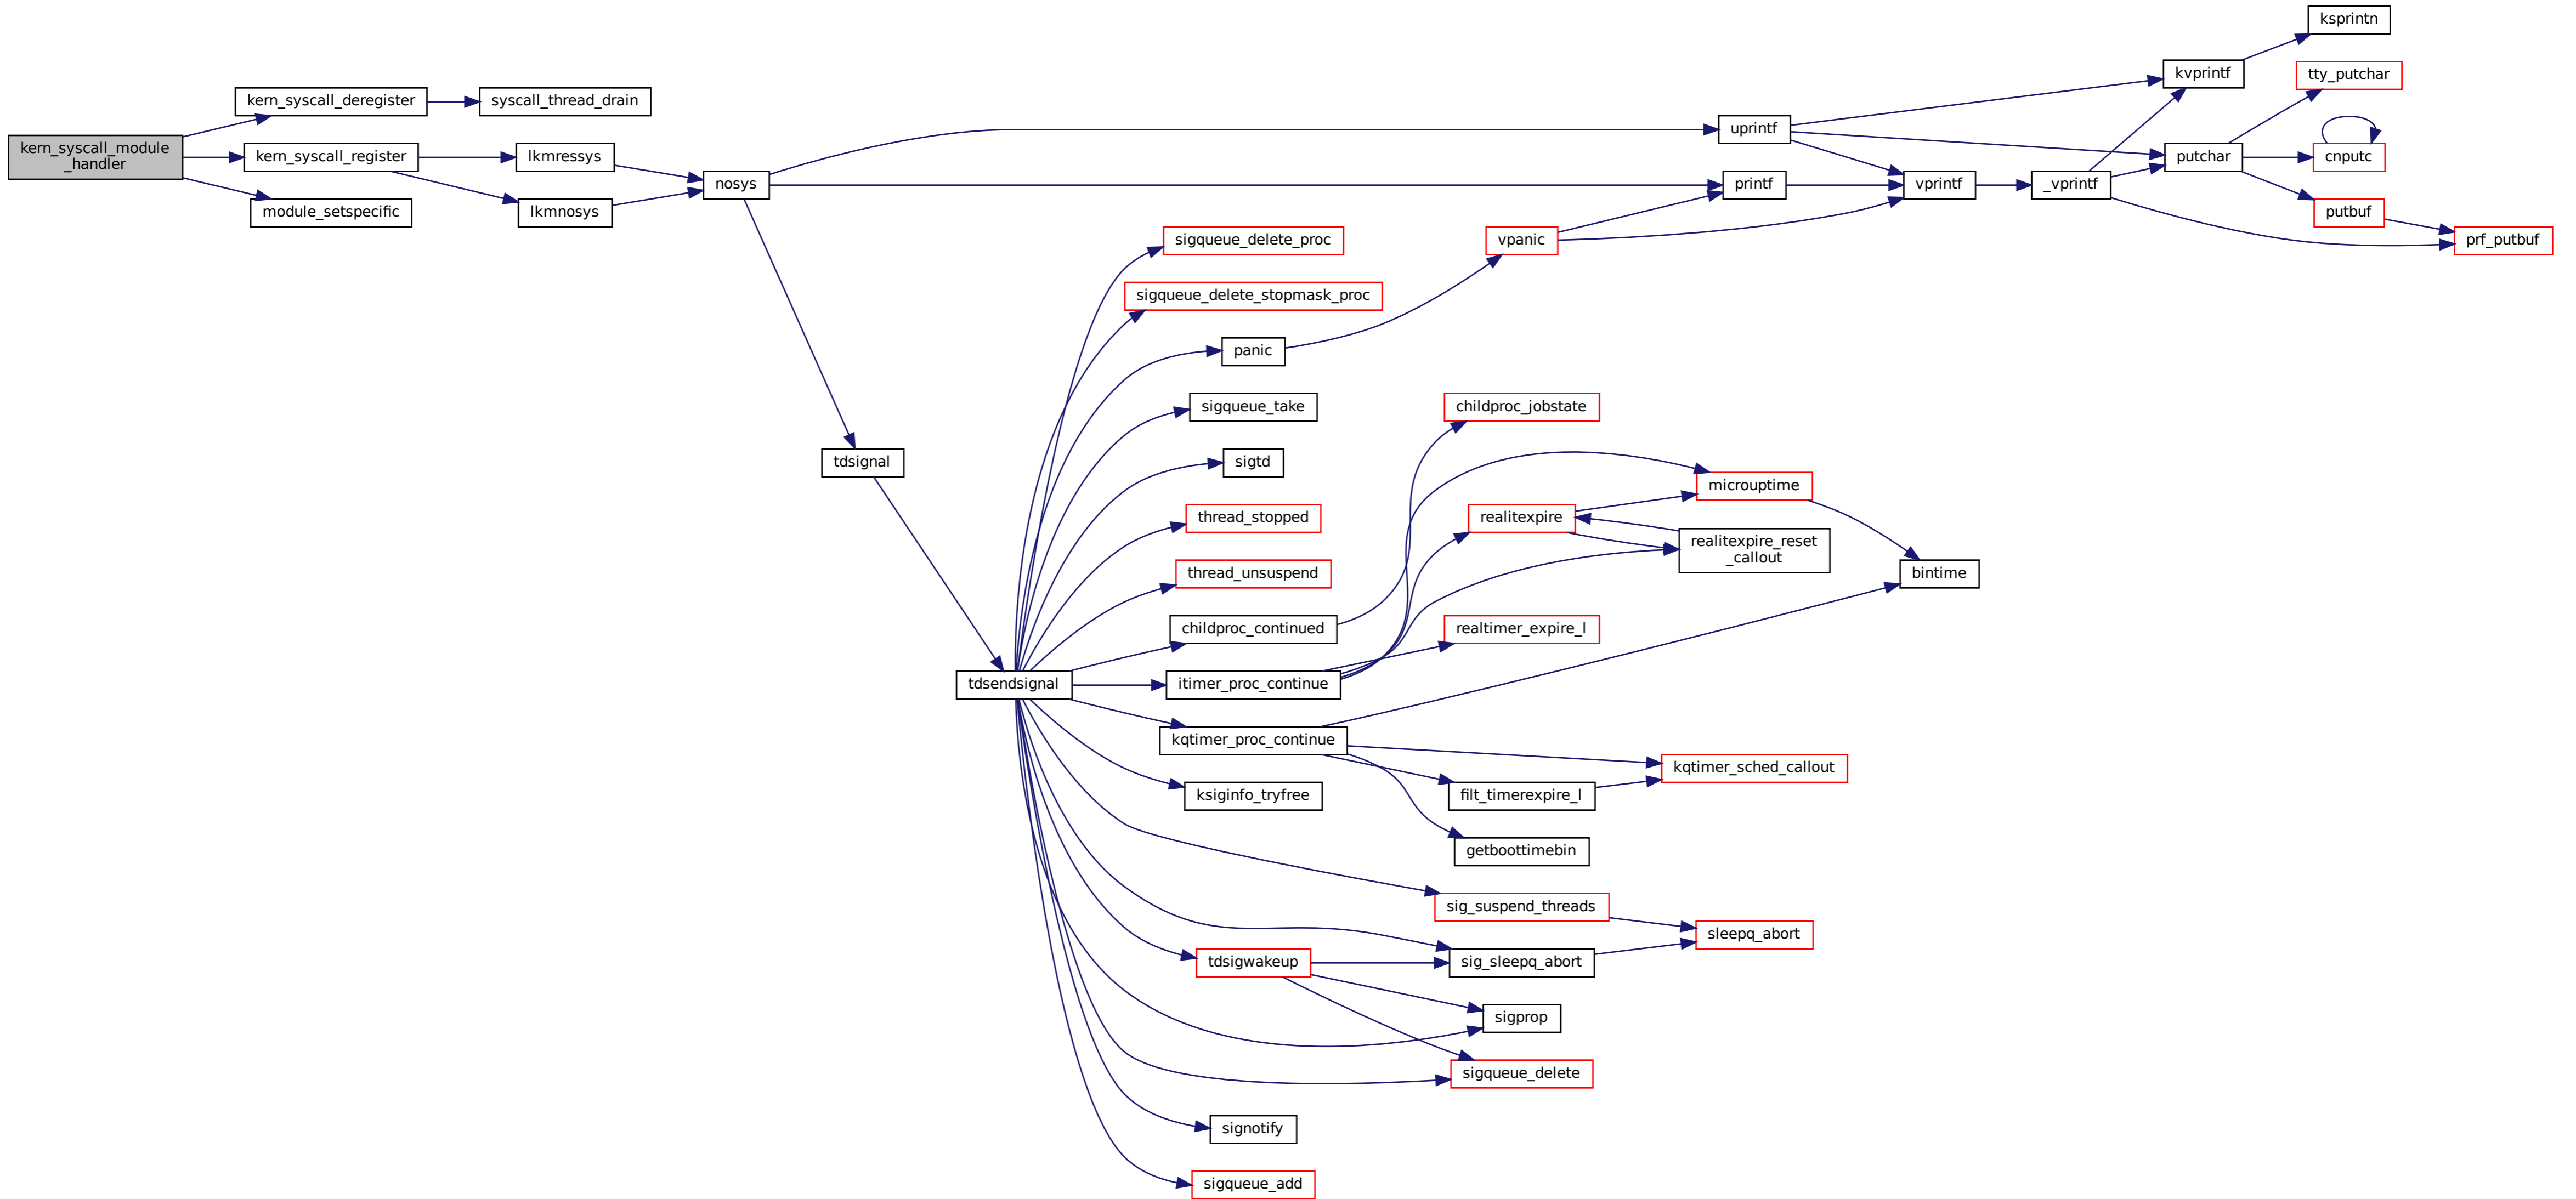 ksprintn
kvprintf
tty_putchar
kern_syscall_deregister
syscall_thread_drain
uprintf
kern_syscall_module
_handler
kern_syscall_register
lkmressys
putchar
cnputc
nosys
printf
vprintf
_vprintf
module_setspecific
lkmnosys
putbuf
sigqueue_delete_proc
vpanic
prf_putbuf
sigqueue_delete_stopmask_proc
panic
sigqueue_take
childproc_jobstate
tdsignal
sigtd
microuptime
thread_stopped
realitexpire
realitexpire_reset
_callout
thread_unsuspend
bintime
childproc_continued
realtimer_expire_l
tdsendsignal
itimer_proc_continue
kqtimer_proc_continue
kqtimer_sched_callout
ksiginfo_tryfree
filt_timerexpire_l
getboottimebin
sig_suspend_threads
sleepq_abort
tdsigwakeup
sig_sleepq_abort
sigprop
sigqueue_delete
signotify
sigqueue_add